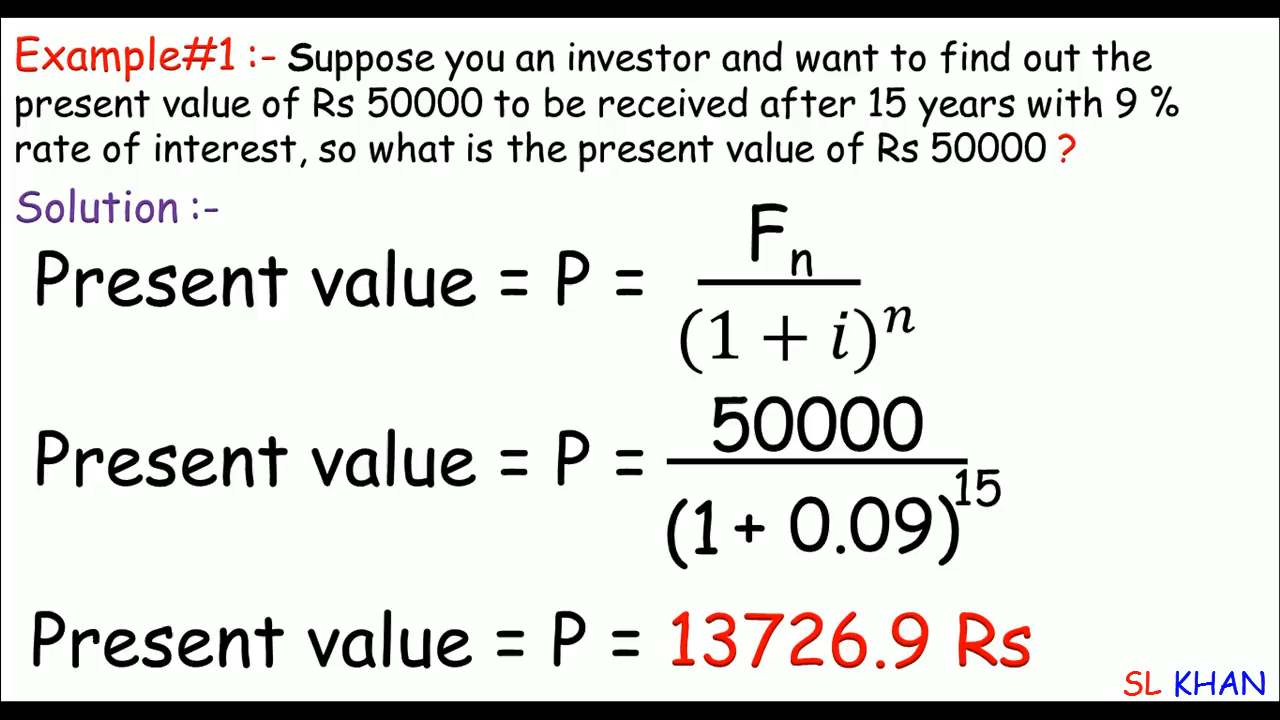 Example#1 :- Suppose you an investor and want to find out the
present value of Rs 50000 to be received after 15 years with 9 %
rate of interest, so what is the present value of Rs 50000 ?
Solution :-
Present value = P = Fₙ / (1 + i)ⁿ
Present value = P = 50000 / (1 + 0.09)¹⁵
Present value = P = 13726.9 Rs
SL KHAN